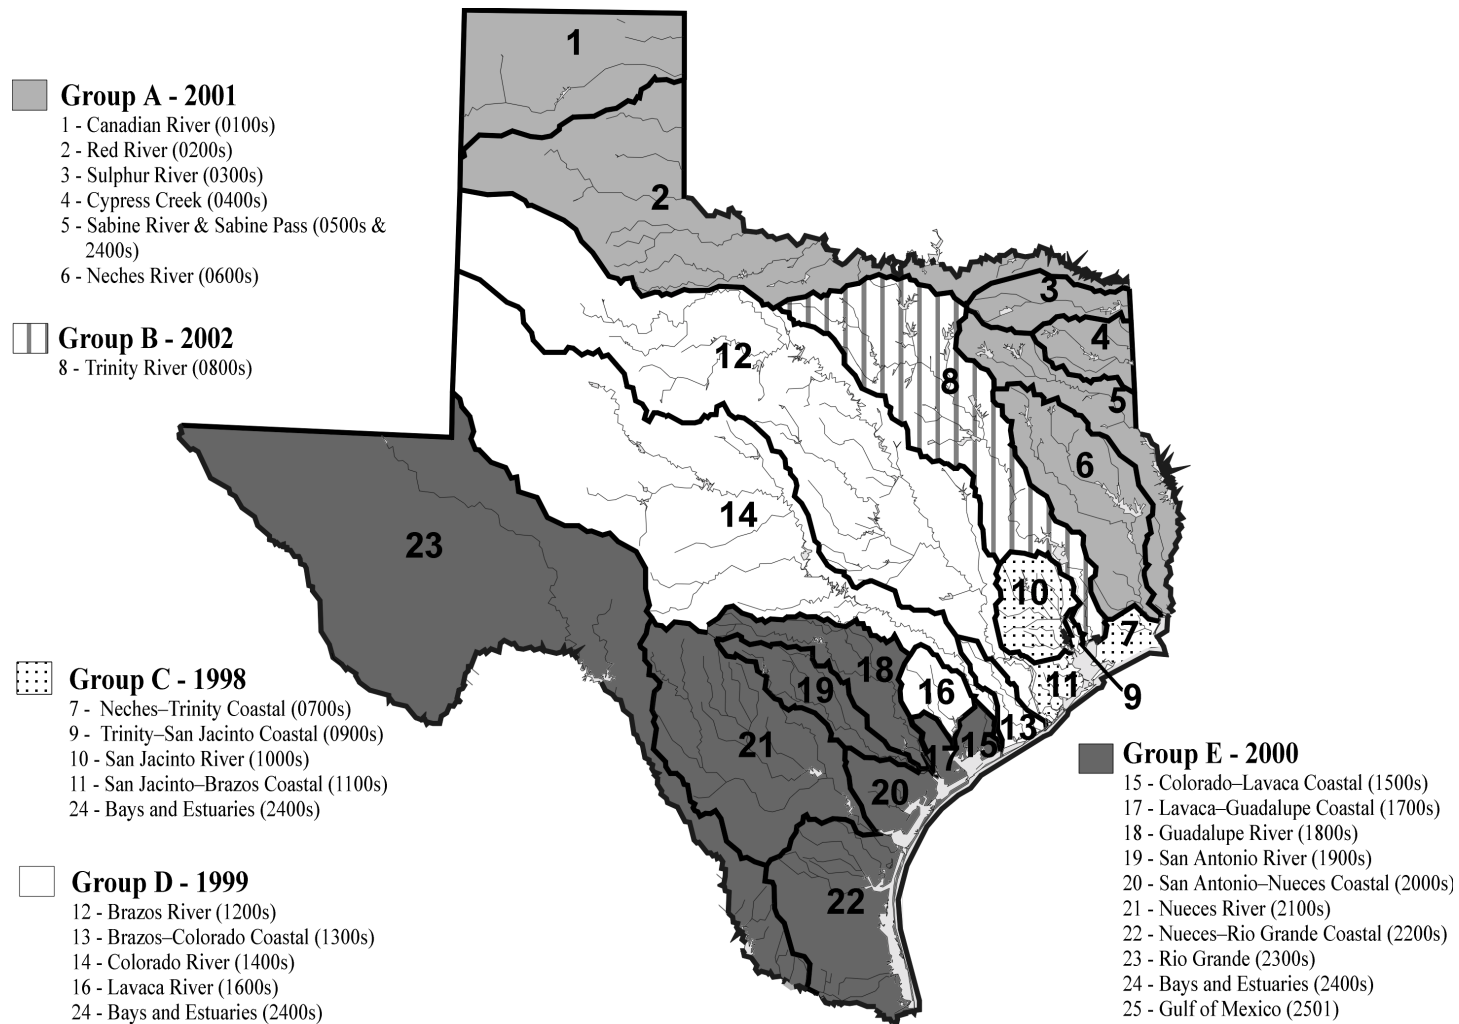 Group A - 2001
1 - Canadian River (0100s)
2 - Red River (0200s)
3 - Sulphur River (0300s)
4 - Cypress Creek (0400s)
5 - Sabine River & Sabine Pass (0500s &
2400s)
6 - Neches River (0600s)
Group B - 2002
8 - Trinity River (0800s)
Group C - 1998
7 - Neches–Trinity Coastal (0700s)
9 - Trinity–San Jacinto Coastal (0900s)
10 - San Jacinto River (1000s)
11 - San Jacinto–Brazos Coastal (1100s)
24 - Bays and Estuaries (2400s)
Group D - 1999
12 - Brazos River (1200s)
13 - Brazos–Colorado Coastal (1300s)
14 - Colorado River (1400s)
16 - Lavaca River (1600s)
24 - Bays and Estuaries (2400s)
Group E - 2000
15 - Colorado–Lavaca Coastal (1500s)
17 - Lavaca–Guadalupe Coastal (1700s)
18 - Guadalupe River (1800s)
19 - San Antonio River (1900s)
20 - San Antonio–Nueces Coastal (2000s)
21 - Nueces River (2100s)
22 - Nueces–Rio Grande Coastal (2200s)
23 - Rio Grande (2300s)
24 - Bays and Estuaries (2400s)
25 - Gulf of Mexico (2501)
1
2
3
4
12
8
5
6
14
23
10
7
18
19
16
11
9
13
21
17
15
20
22